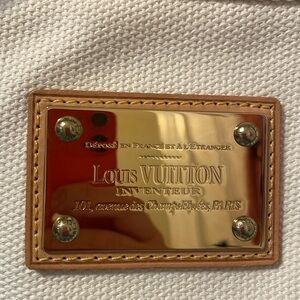 DÉPOSÉ EN FRANCE ET À L'ÉTRANGER
LOUIS VUITTON
INVENTEUR
101, avenue des Champs Elysées, PARIS